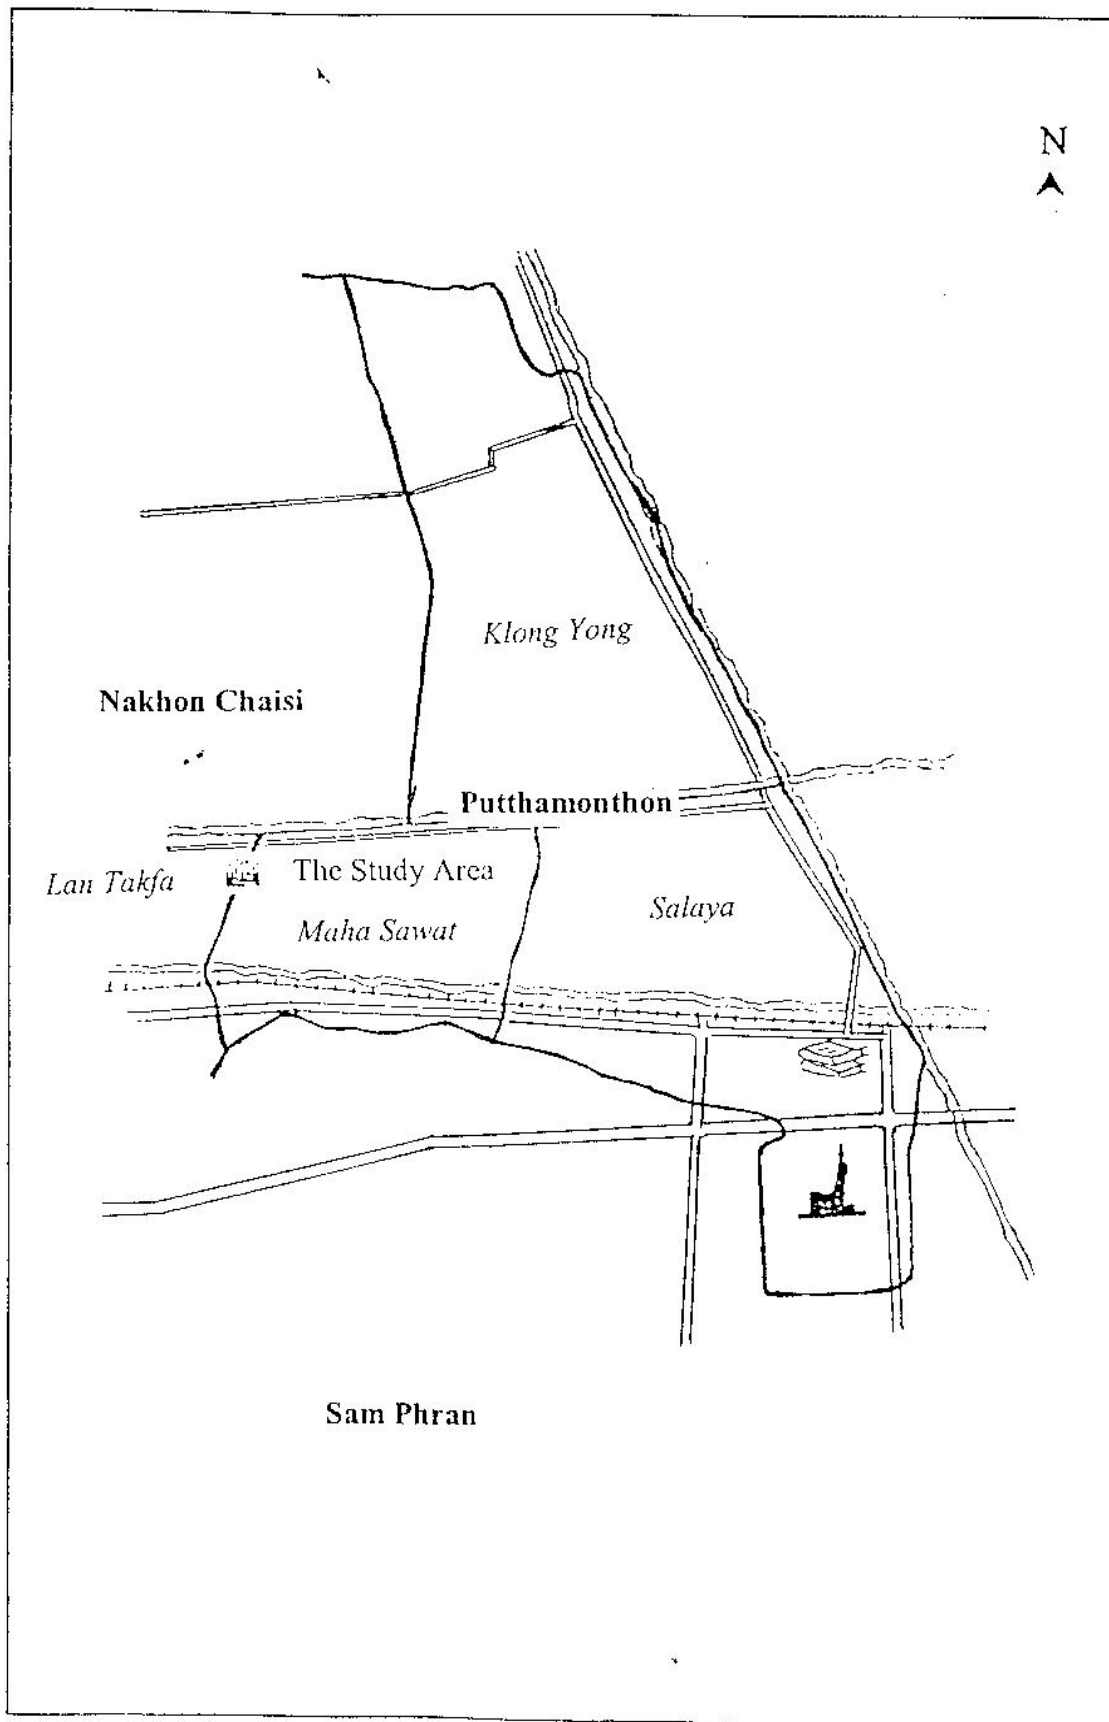 N
Klong Yong
Nakhon Chaisi
Putthamonthon
Lan Takfa
The Study Area
Salaya
Maha Sawat
Sam Phran